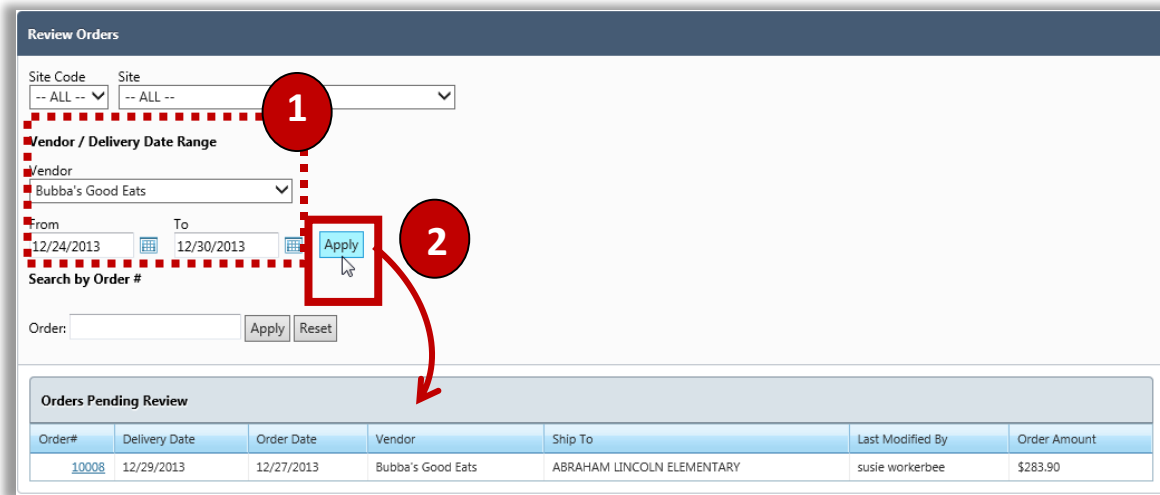 Review Orders
Site Code Site
-- ALL -- -- ALL --
1
Vendor / Delivery Date Range
Vendor
Bubba's Good Eats
From To
12/24/2013 12/30/2013 Apply
2
Search by Order #
Order: Apply Reset
Orders Pending Review
Order# Delivery Date Order Date Vendor Ship To Last Modified By Order Amount
10008 12/29/2013 12/27/2013 Bubba's Good Eats ABRAHAM LINCOLN ELEMENTARY susie workerbee $283.90